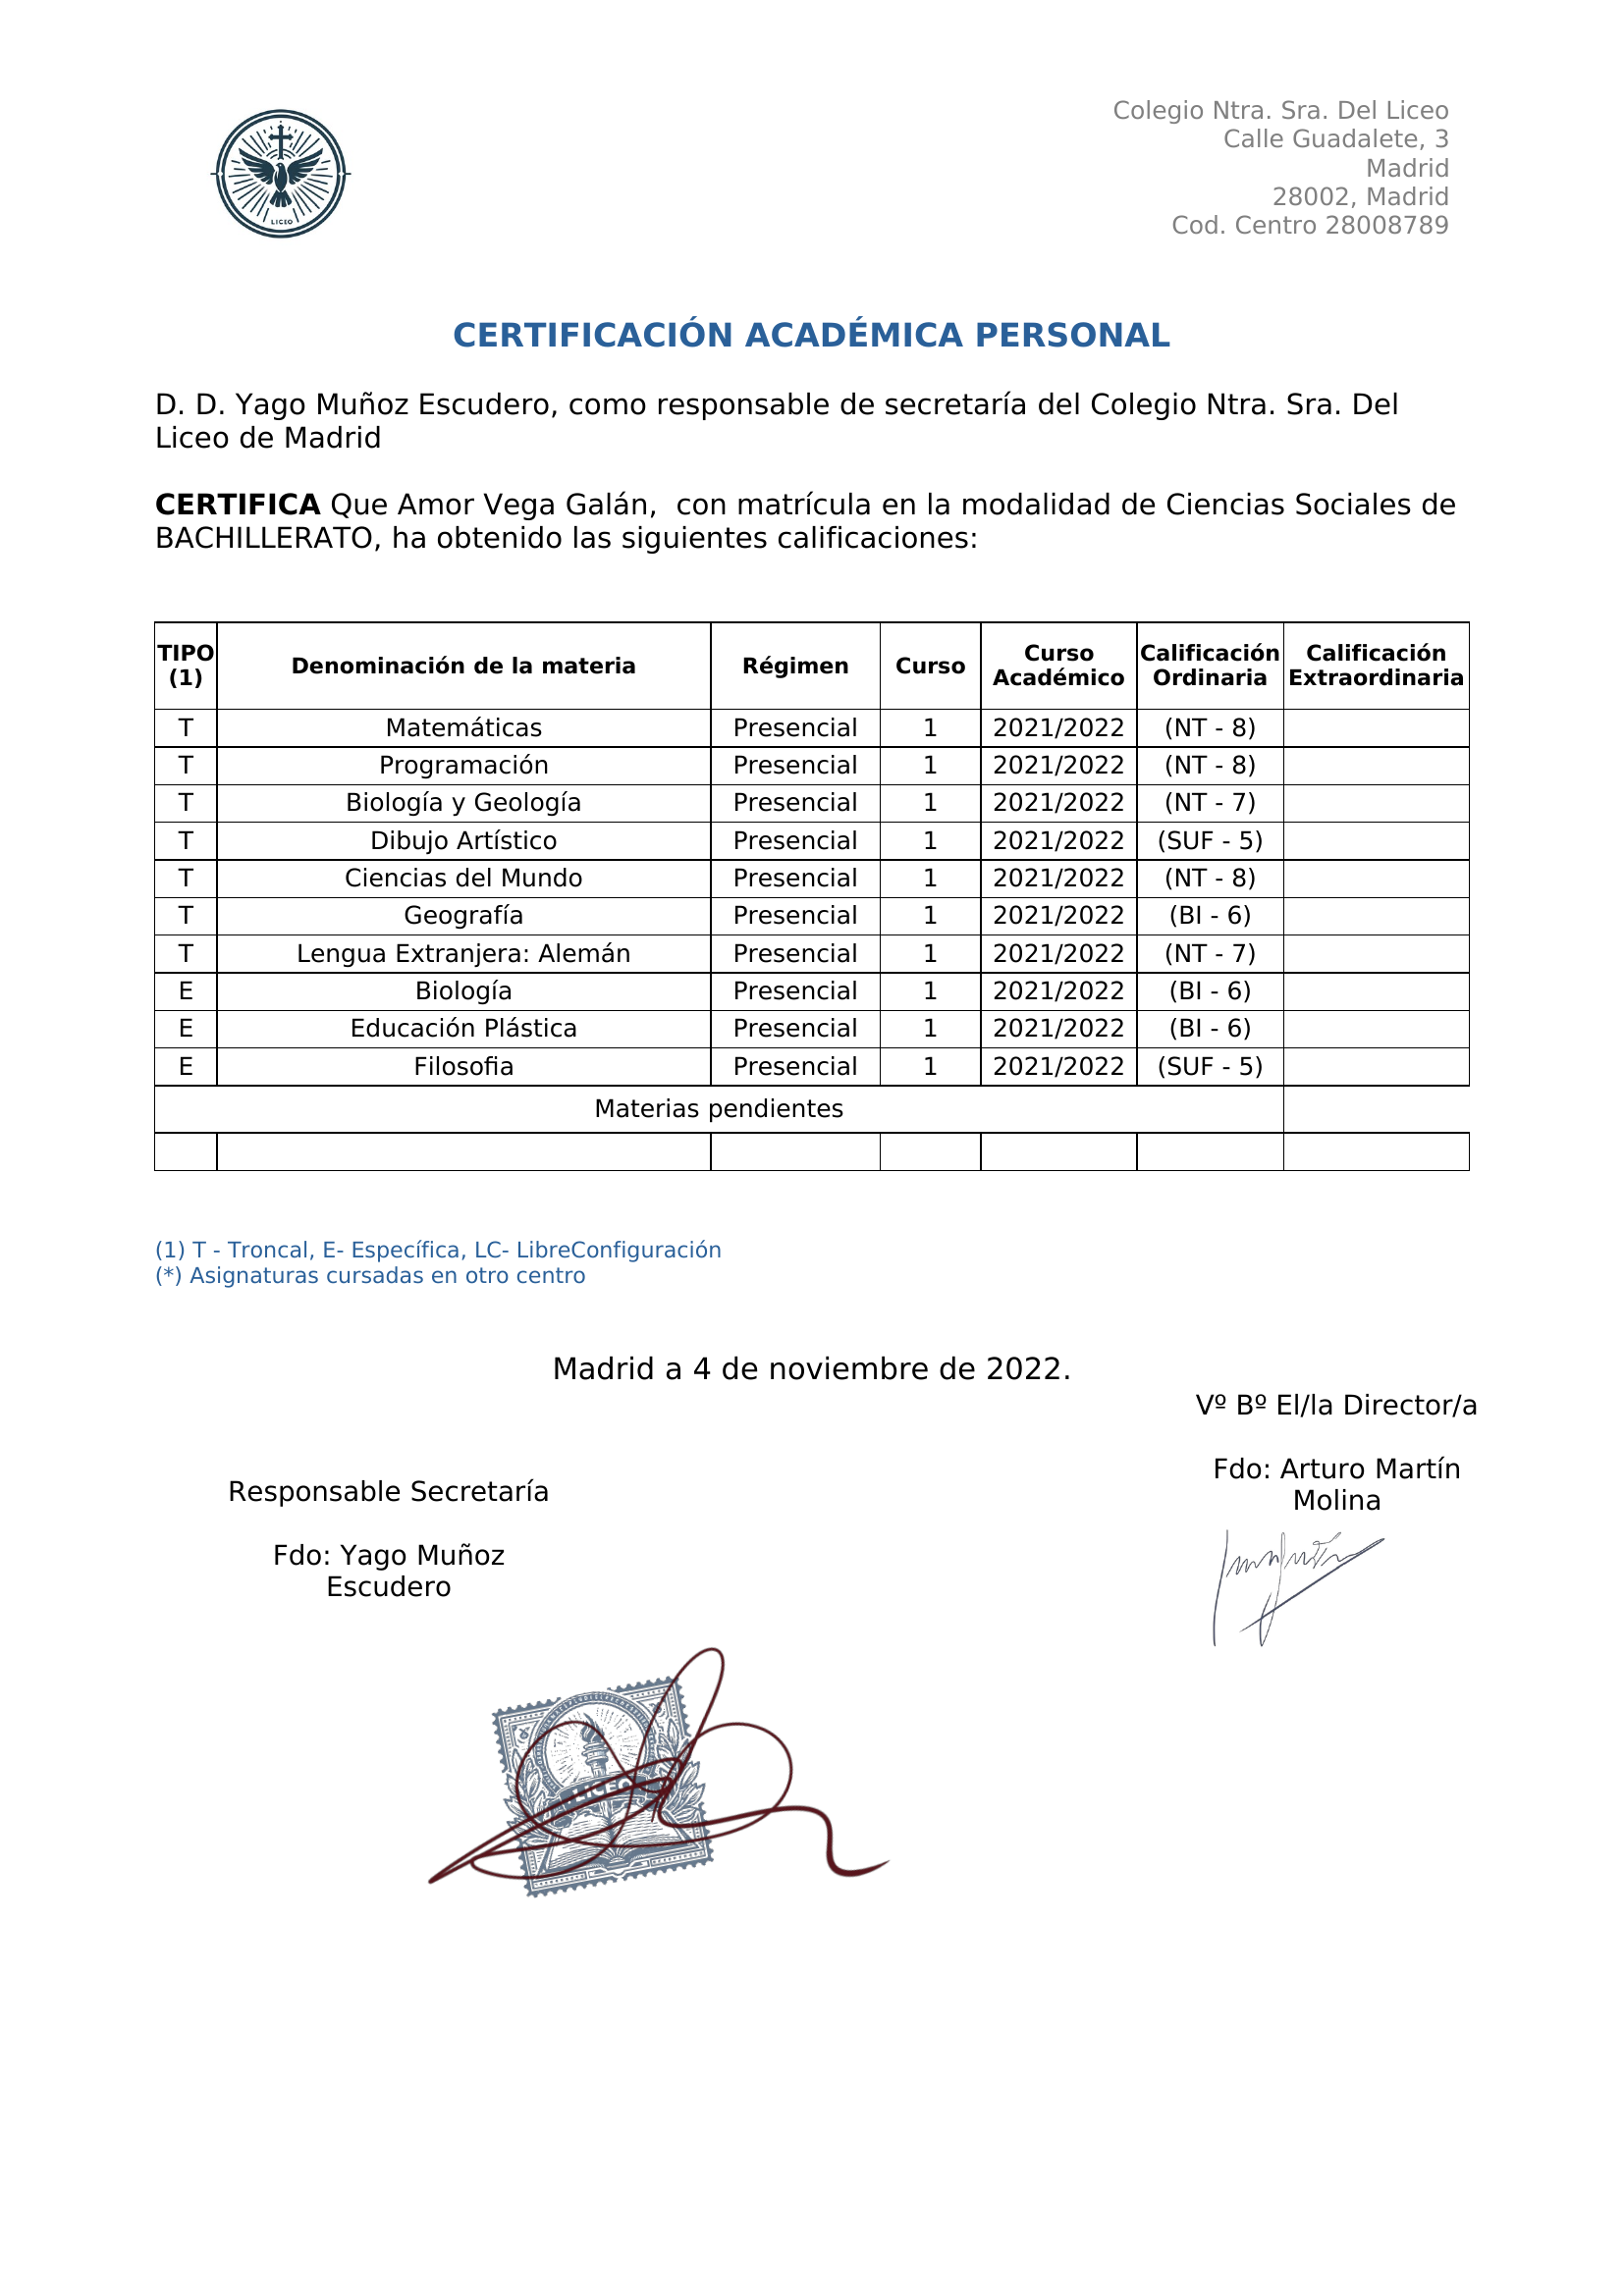 LICEO
Colegio Ntra. Sra. Del Liceo
Calle Guadalete, 3
Madrid
28002, Madrid
Cod. Centro 28008789
CERTIFICACIÓN ACADÉMICA PERSONAL
D. D. Yago Muñoz Escudero, como responsable de secretaría del Colegio Ntra. Sra. Del
Liceo de Madrid
CERTIFICA Que Amor Vega Galán, con matrícula en la modalidad de Ciencias Sociales de
BACHILLERATO, ha obtenido las siguientes calificaciones:
TIPO (1) Denominación de la materia Régimen Curso Curso Académico Calificación Ordinaria Calificación Extraordinaria
T Matemáticas Presencial 1 2021/2022 (NT - 8)
T Programación Presencial 1 2021/2022 (NT - 8)
T Biología y Geología Presencial 1 2021/2022 (NT - 7)
T Dibujo Artístico Presencial 1 2021/2022 (SUF - 5)
T Ciencias del Mundo Presencial 1 2021/2022 (NT - 8)
T Geografía Presencial 1 2021/2022 (BI - 6)
T Lengua Extranjera: Alemán Presencial 1 2021/2022 (NT - 7)
E Biología Presencial 1 2021/2022 (BI - 6)
E Educación Plástica Presencial 1 2021/2022 (BI - 6)
E Filosofia Presencial 1 2021/2022 (SUF - 5)
Materias pendientes
(1) T - Troncal, E- Específica, LC- LibreConfiguración
(*) Asignaturas cursadas en otro centro
Madrid a 4 de noviembre de 2022.
Vº Bº El/la Director/a
Fdo: Arturo Martín
Molina
Responsable Secretaría
Fdo: Yago Muñoz
Escudero
LICEO